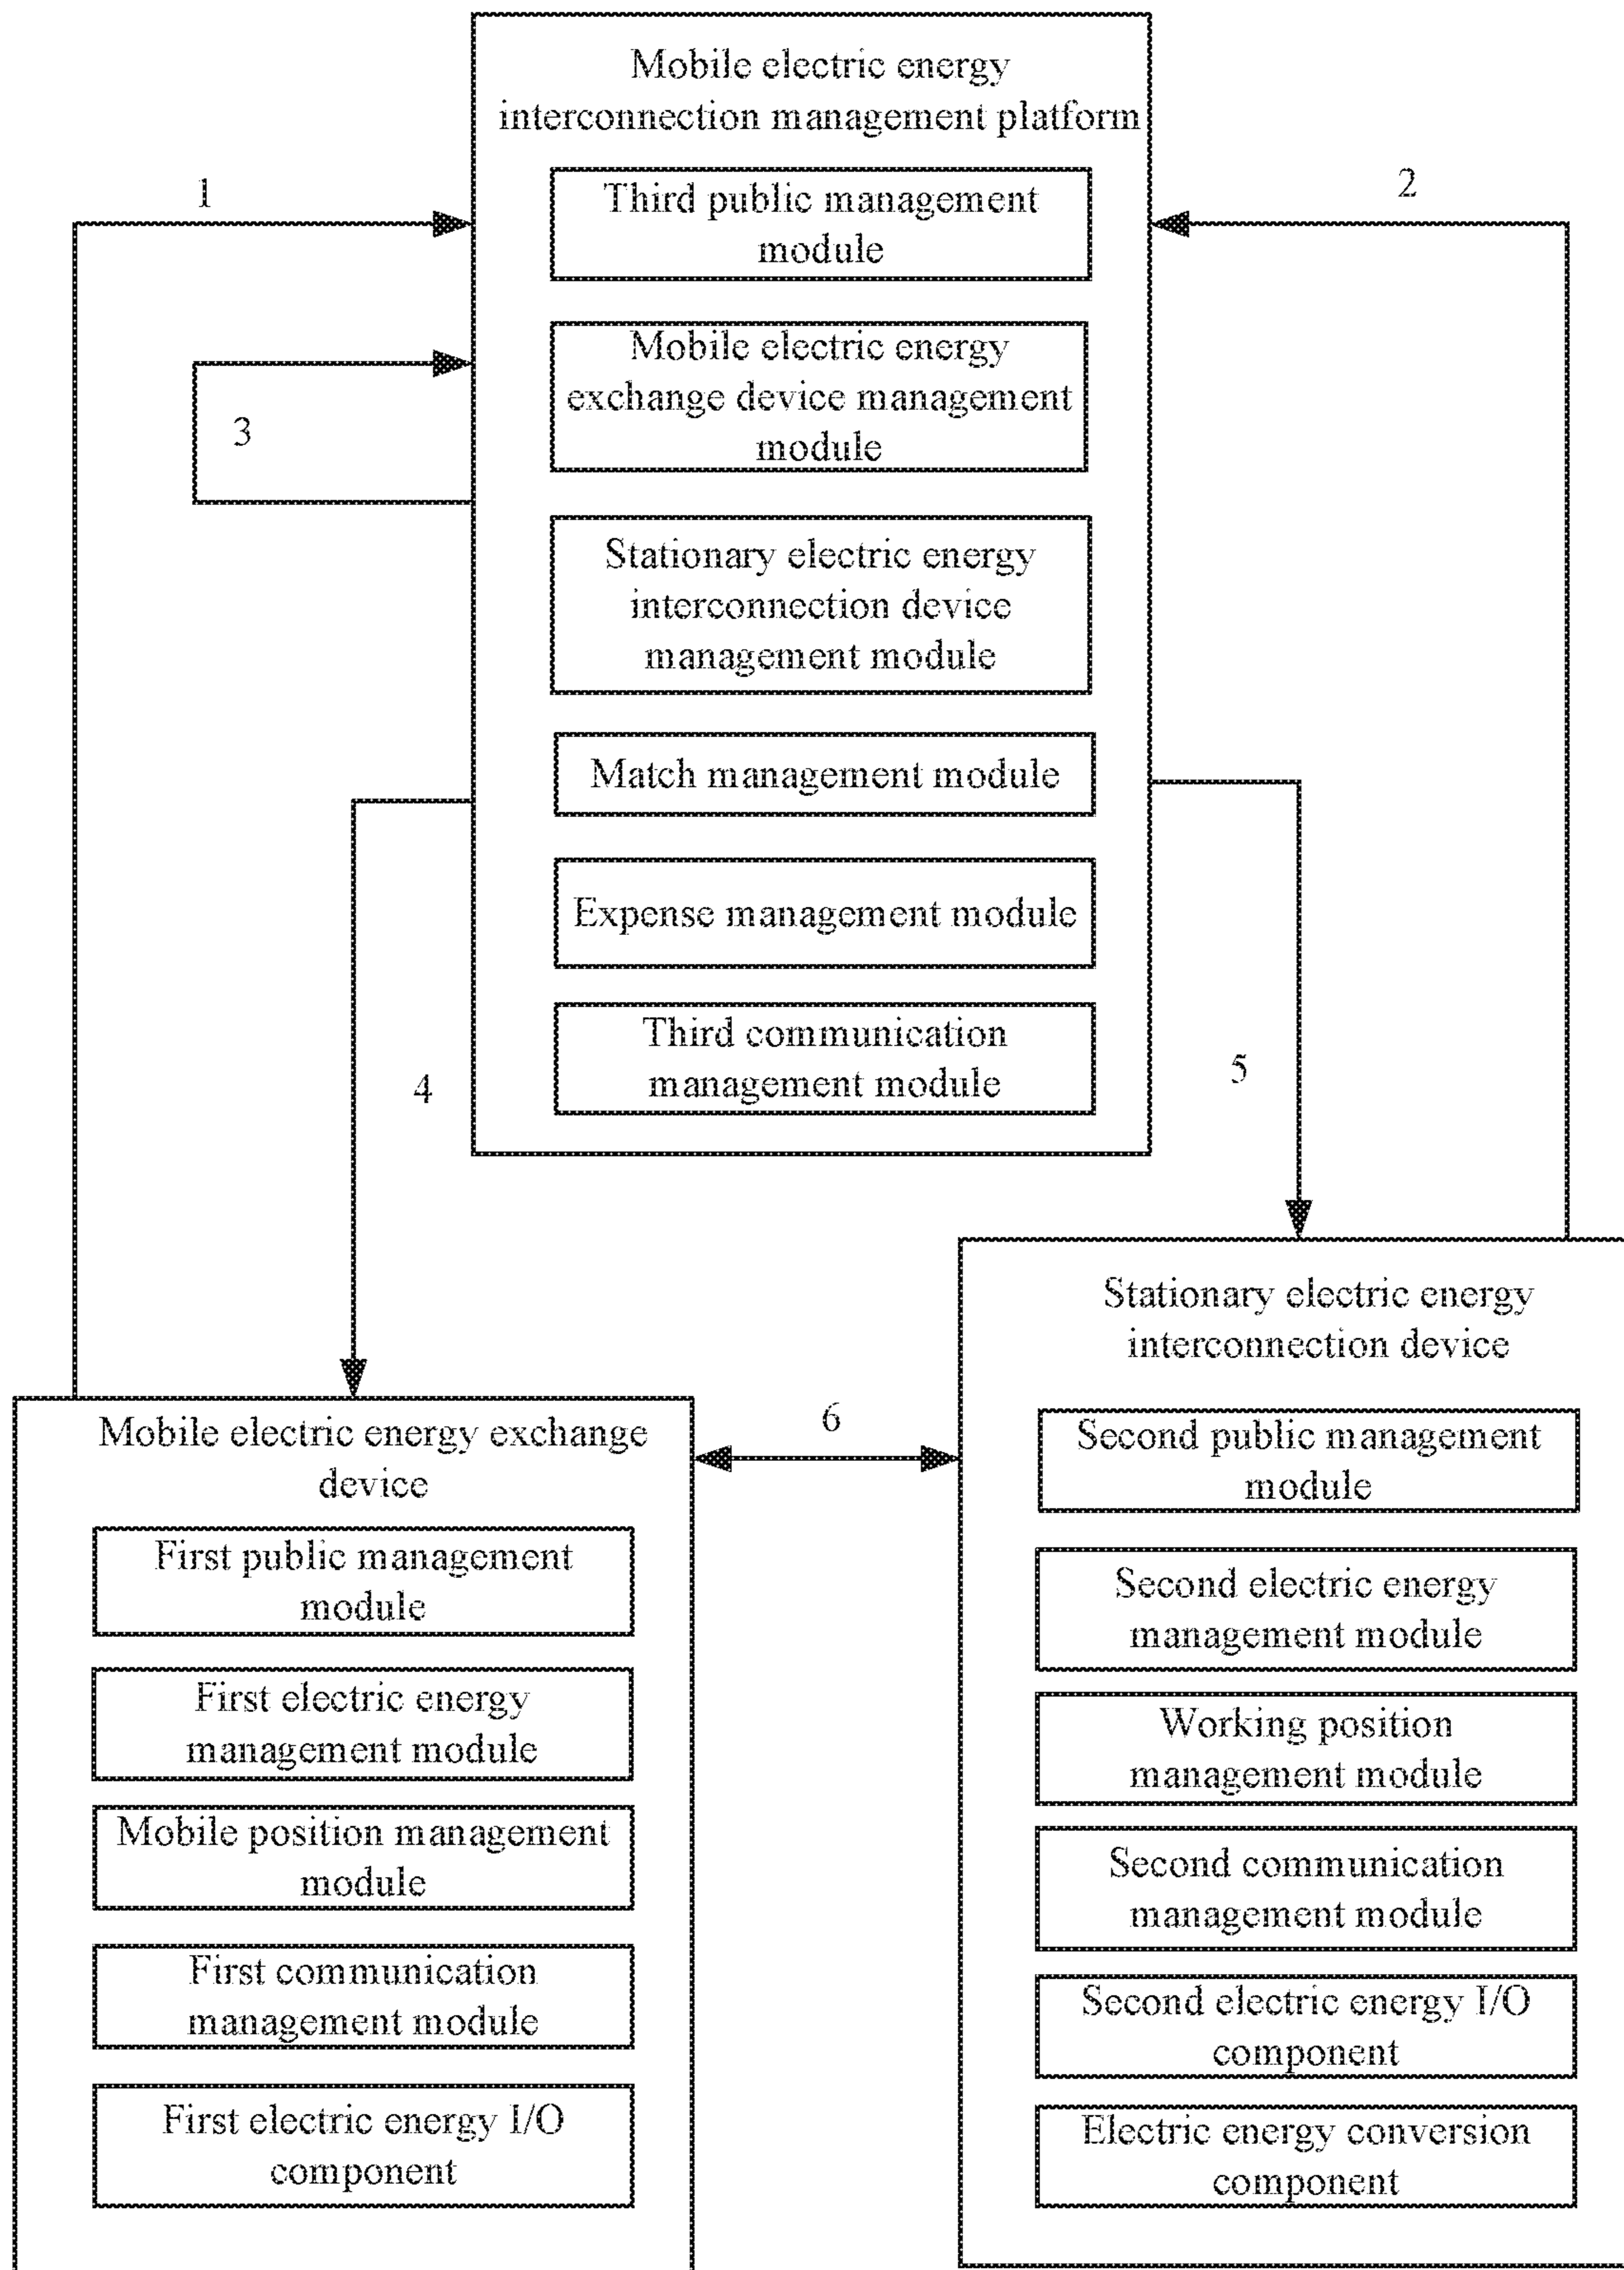 Mobile electric energy
interconnection management platform
1
2
Third public management
module
Mobile electric energy
exchange device management
module
3
Stationary electric energy
interconnection device
management module
Match management module
Expense management module
Third communication
management module
4
5
Mobile electric energy exchange
device
First public management
module
First electric energy
management module
Mobile position management
module
First communication
management module
First electric energy I/O
component
6
Stationary electric energy
interconnection device
Second public management
module
Second electric energy
management module
Working position
management module
Second communication
management module
Second electric energy I/O
component
Electric energy conversion
component